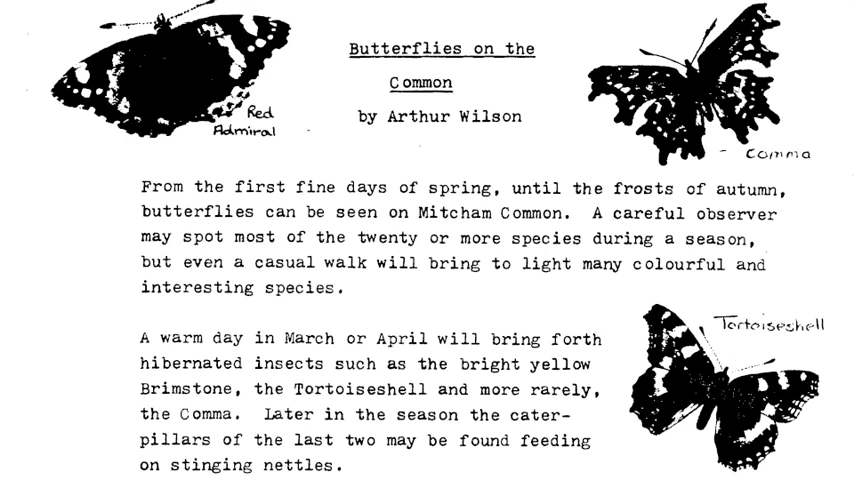 Butterflies on the
Common
by Arthur Wilson
Red
Admiral
Comma
From the first fine days of spring, until the frosts of autumn,
butterflies can be seen on Mitcham Common. A careful observer
may spot most of the twenty or more species during a season,
but even a casual walk will bring to light many colourful and
interesting species.
Tortoiseshell
A warm day in March or April will bring forth
hibernated insects such as the bright yellow
Brimstone, the Tortoiseshell and more rarely,
the Comma. Later in the season the cater-
pillars of the last two may be found feeding
on stinging nettles.